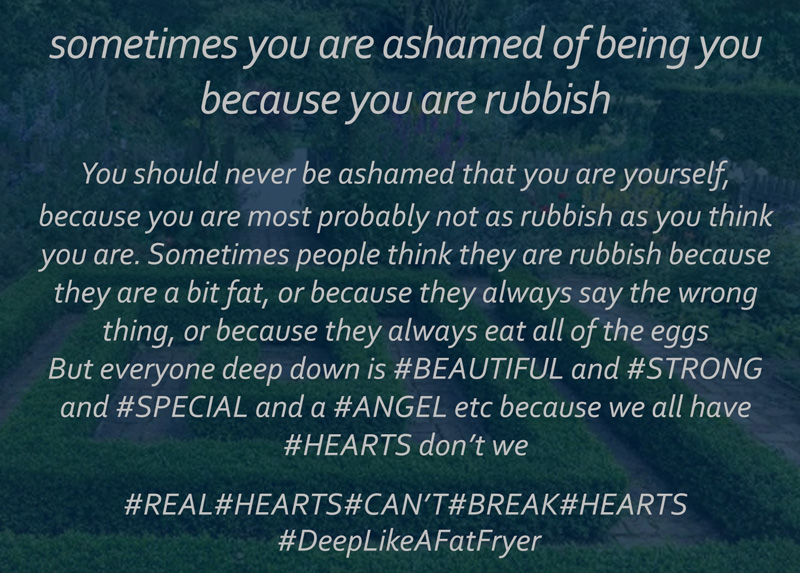 sometimes you are ashamed of being you
because you are rubbish
You should never be ashamed that you are yourself,
because you are most probably not as rubbish as you think
you are. Sometimes people think they are rubbish because
they are a bit fat, or because they always say the wrong
thing, or because they always eat all of the eggs
But everyone deep down is #BEAUTIFUL and #STRONG
and #SPECIAL and a #ANGEL etc because we all have
#HEARTS don’t we
#REAL#HEARTS#CAN’T#BREAK#HEARTS
#DeepLikeAFatFryer